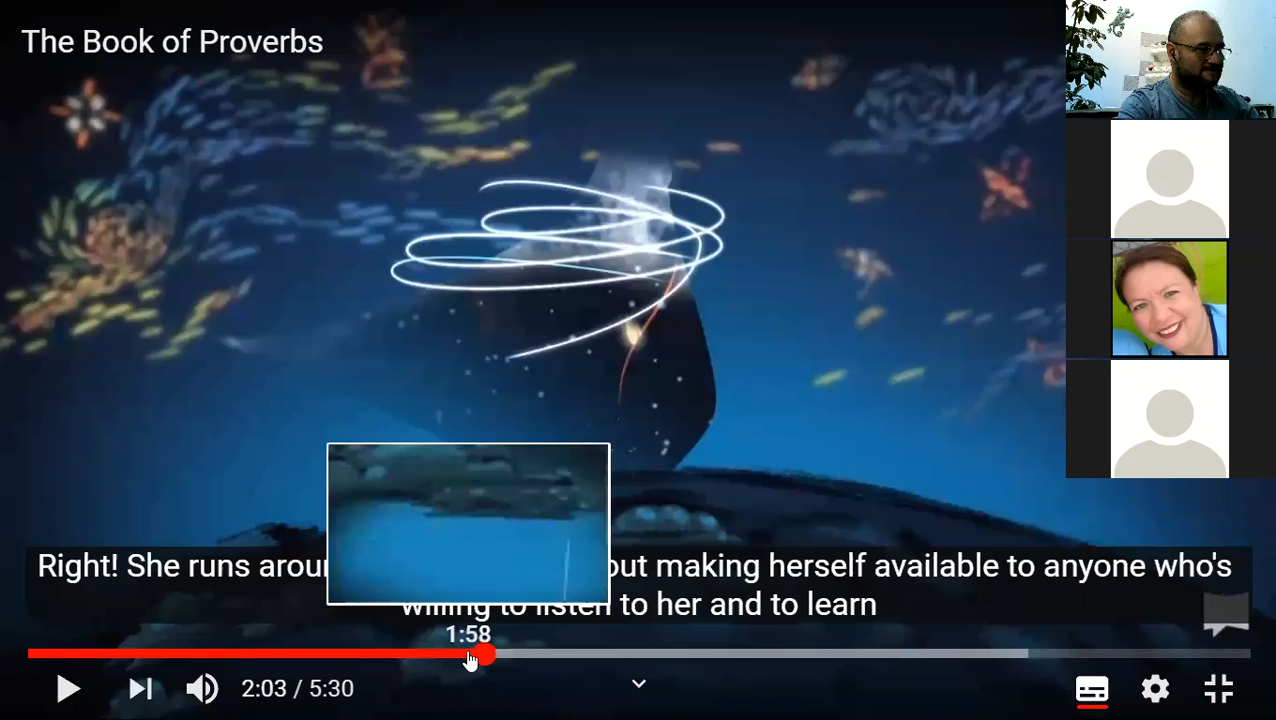 The Book of Proverbs
Right! She runs arou out making herself available to anyone who's
willing to listen to her and to learn
1:58
2:03 / 5:30